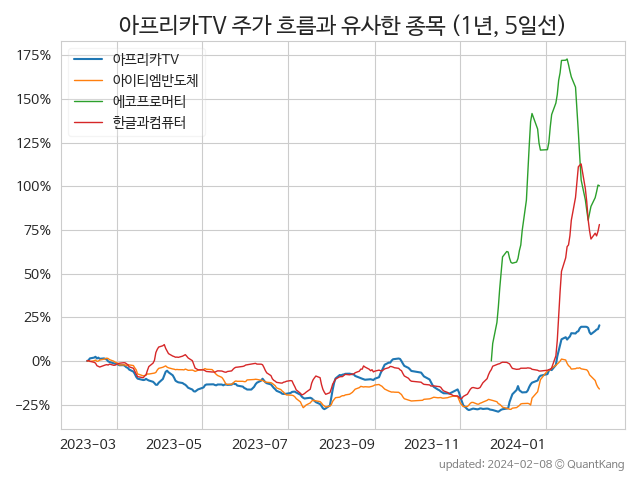 아프리카TV 주가 흐름과 유사한 종목 (1년, 5일선)
175%
150%
125%
100%
75%
50%
25%
0%
−25%
아프리카TV
아이티엠반도체
에코프로머티
한글과컴퓨터
2023-03 2023-05 2023-07 2023-09 2023-11 2024-01
updated: 2024-02-08 © QuantKang